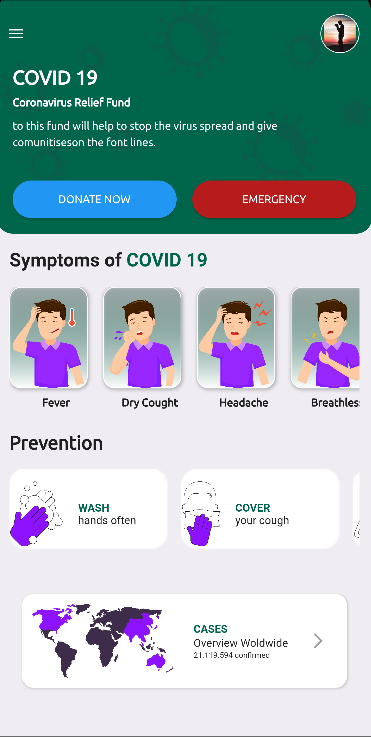 COVID 19
Coronavirus Relief Fund
to this fund will help to stop the virus spread and give
comunitiseson the font lines.
DONATE NOW
EMERGENCY
Symptoms of COVID 19
Fever
Dry Cought
Headache
Breathless
Prevention
WASH
hands often
COVER
your cough
CASES
Overview Woldwide
21.119.594 confirmed